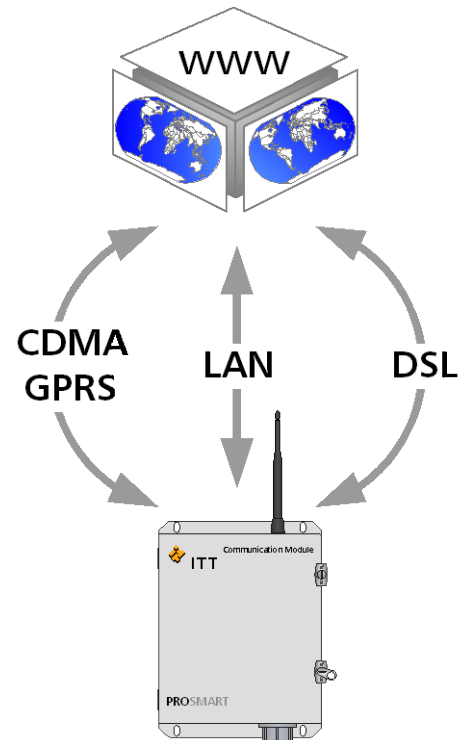 WWW
CDMA
GPRS
LAN
DSL
Communication Module
ITT
PROSMART